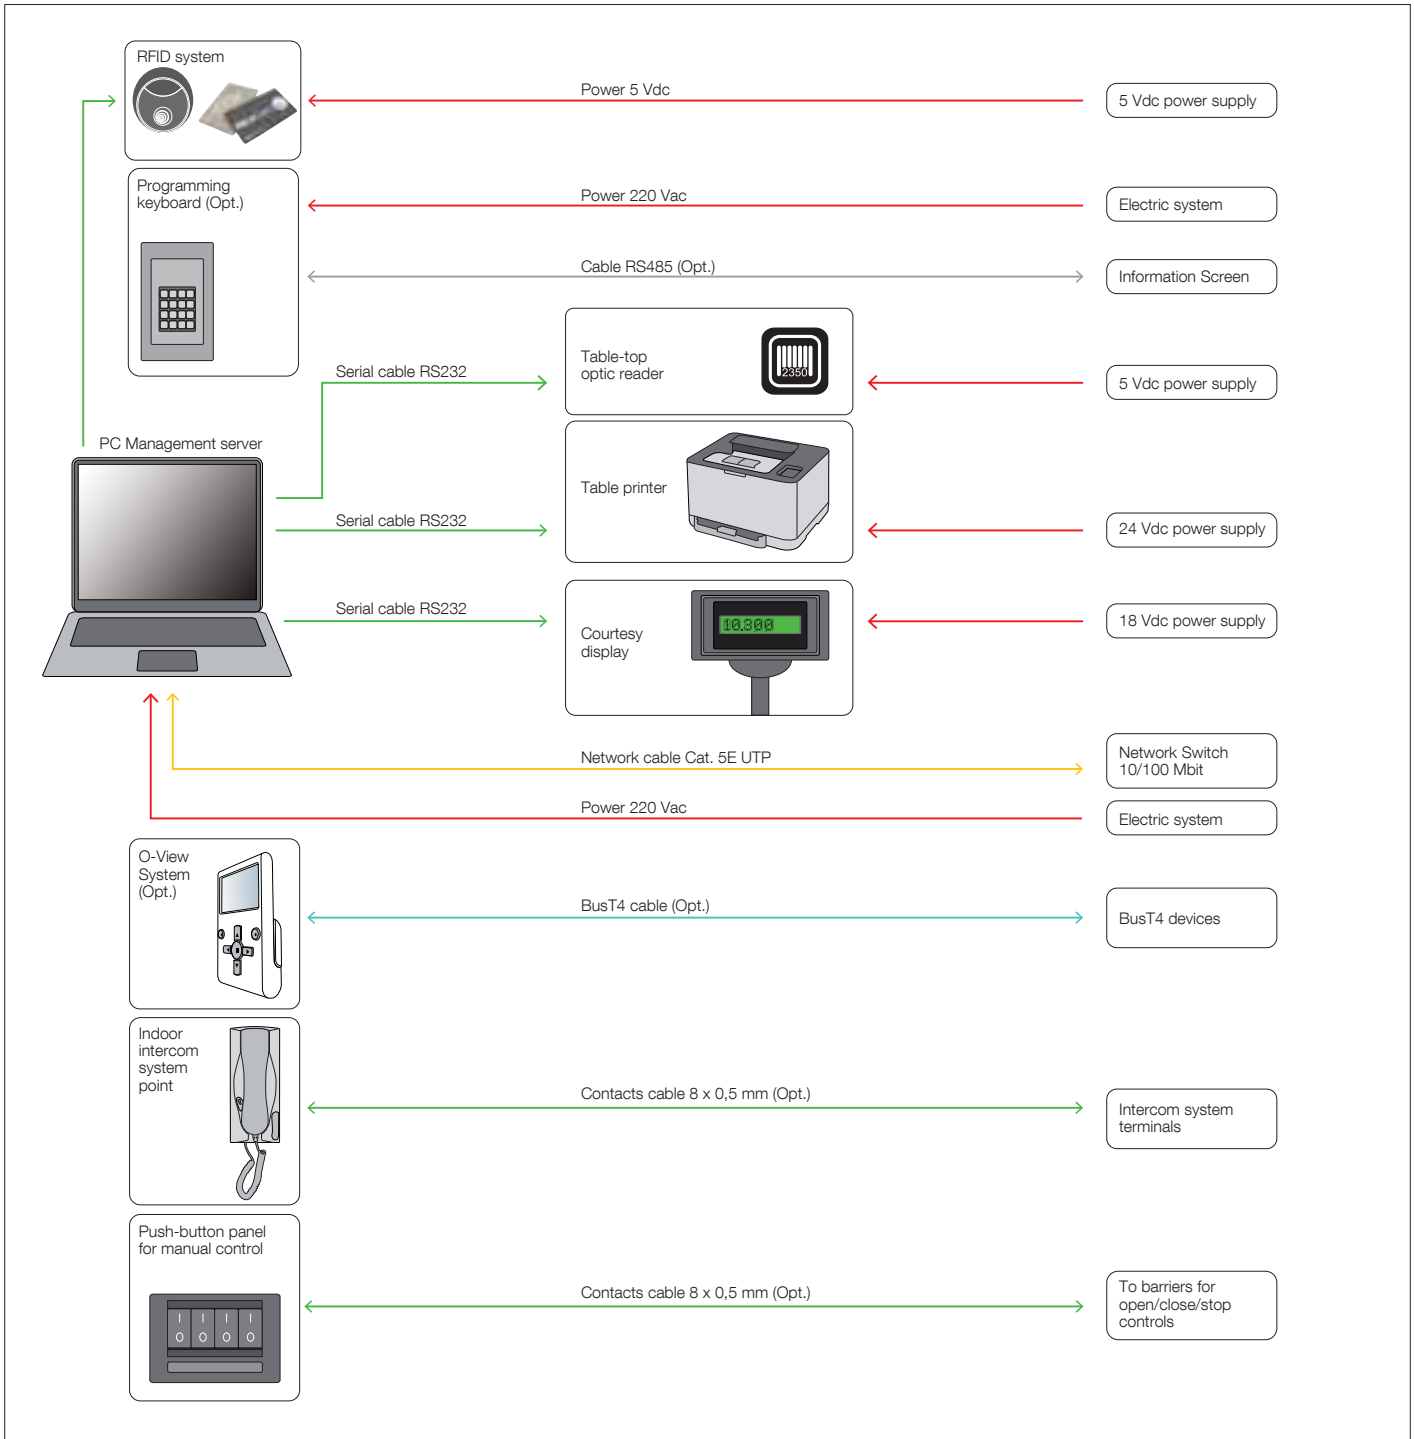 RFID system
Power 5 Vdc
5 Vdc power supply
Programming
keyboard (Opt.)
Power 220 Vac
Electric system
Cable RS485 (Opt.)
Information Screen
Serial cable RS232
Table-top
optic reader
2350
5 Vdc power supply
PC Management server
Serial cable RS232
Table printer
24 Vdc power supply
Serial cable RS232
Courtesy
display
10.300
18 Vdc power supply
Network cable Cat. 5E UTP
Network Switch
10/100 Mbit
Power 220 Vac
Electric system
O-View
System
(Opt.)
BusT4 cable (Opt.)
BusT4 devices
Indoor
intercom
system
point
Contacts cable 8 x 0,5 mm (Opt.)
Intercom system
terminals
Push-button panel
for manual control
Contacts cable 8 x 0,5 mm (Opt.)
To barriers for
open/close/stop
controls
I I I I
O O O O